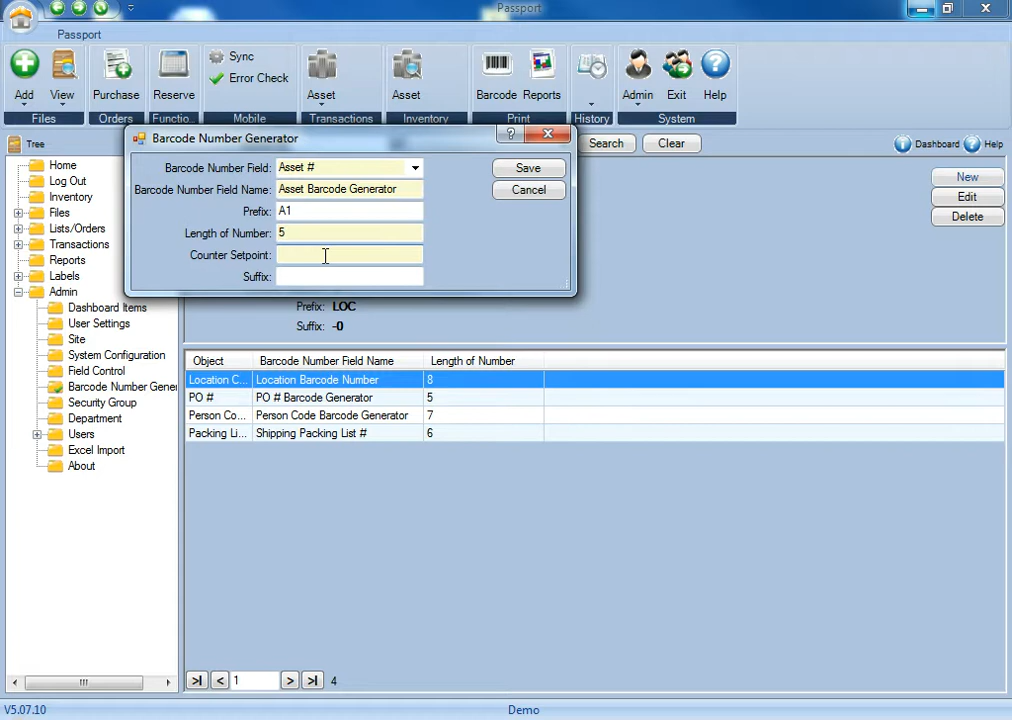 Passport
Passport
Add
View
Purchase
Reserve
Sync
Error Check
Asset
Asset
Barcode
Reports
Admin
Exit
Help
Files
Orders
Functio...
Mobile
Transactions
Inventory
Print
History
System
Tree
Search
Clear
Dashboard
Help
Home
Log Out
Inventory
Files
Lists/Orders
Transactions
Reports
Labels
Admin
Dashboard Items
User Settings
Site
System Configuration
Field Control
Barcode Number Gener
Security Group
Department
Users
Excel Import
About
Barcode Number Generator
Barcode Number Field: Asset #
Barcode Number Field Name: Asset Barcode Generator
Prefix: A1
Length of Number: 5
Counter Setpoint:
Suffix:
Save
Cancel
New
Edit
Delete
Prefix: LOC
Suffix: -0
Object Barcode Number Field Name Length of Number
Location C... Location Barcode Number 8
PO # PO # Barcode Generator 5
Person Co... Person Code Barcode Generator 7
Packing Li... Shipping Packing List # 6
>| < 1 > >| 4
V5.07.10
Demo